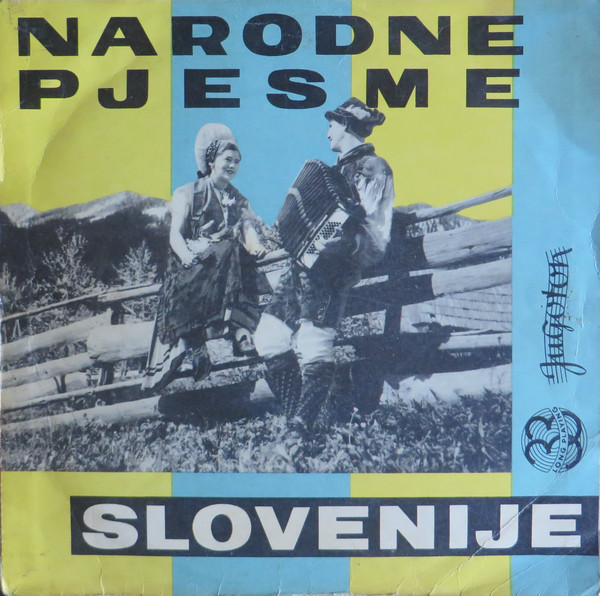 NARODNE
PJESME
Jugoton
33
LONG PLAYING
SLOVENIJE